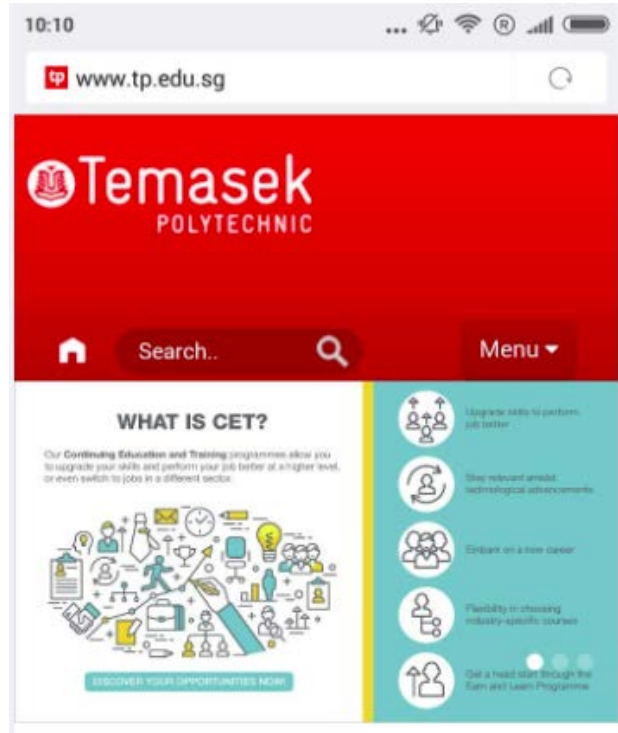 10:10
...
®
tp www.tp.edu.sg
Temasek
POLYTECHNIC
Search..
Menu
WHAT IS CET?
Our Continuing Education and Training programmes allow you
to upgrade your skills and perform your job better at a higher level,
or even switch to jobs in a different sector.
DISCOVER YOUR OPPORTUNITIES NOW!
Upgrade skills to perform
job better
Stay relevant amidst
technological advancements
Embark on a new career
Flexibility in choosing
industry-specific courses
Get a head start through the
Earn and Learn Programme